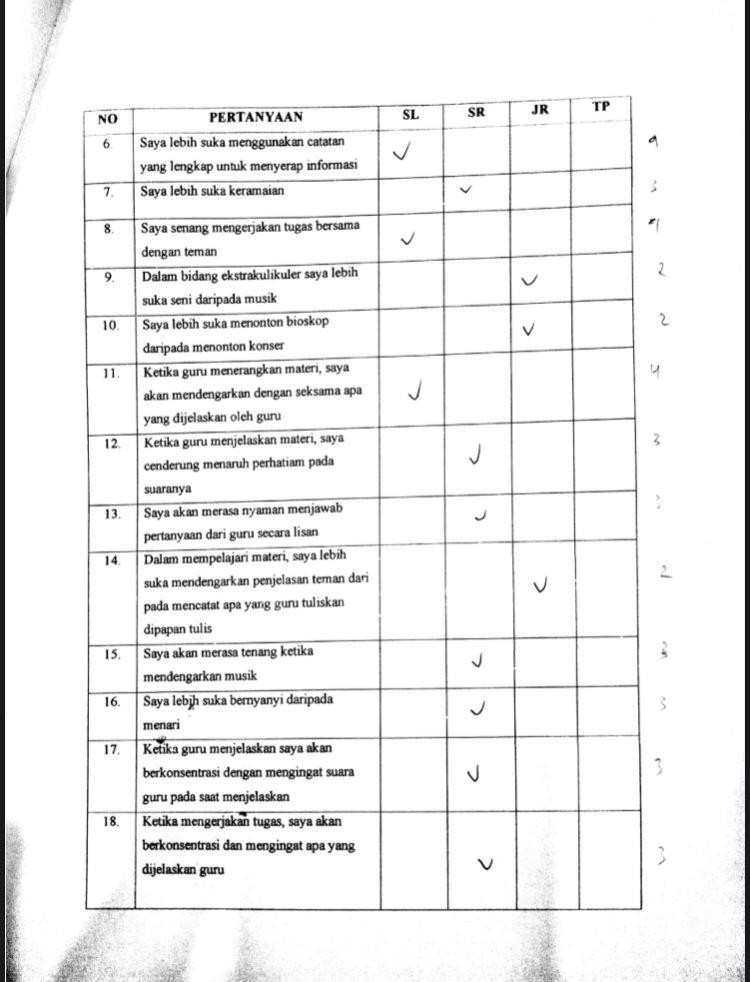 NO PERTANYAAN SL SR JR TP
6. Saya lebih suka menggunakan catatan
yang lengkap untuk menyerap informasi
✓
7. Saya lebih suka keramaian ✓ 3
8. Saya senang mengerjakan tugas bersama
dengan teman
✓
9. Dalam bidang ekstrakulikuler saya lebih 2
suka seni daripada musik
✓
10. Saya lebih suka menonton bioskop 2
daripada menonton konser
✓
11. Ketika guru menerangkan materi, saya 4
akan mendengarkan dengan seksama apa ✓
yang dijelaskan oleh guru
12. Ketika guru menjelaskan materi, saya 3
cenderung menaruh perhatiam pada ✓
suaranya
13. Saya akan merasa nyaman menjawab ✓ 3
pertanyaan dari guru secara lisan
14. Dalam mempelajari materi, saya lebih
suka mendengarkan penjelasan teman dari ✓ 2
pada mencatat apa yang guru tuliskan
dipapan tulis
15. Saya akan merasa tenang ketika ✓ 3
mendengarkan musik
16. Saya lebih suka bernyanyi daripada ✓ 3
menari
17. Ketika guru menjelaskan saya akan
berkonsentrasi dengan mengingat suara ✓ 3
guru pada saat menjelaskan
18. Ketika mengerjakan tugas, saya akan
berkonsentrasi dan mengingat apa yang
dijelaskan guru ✓ 3